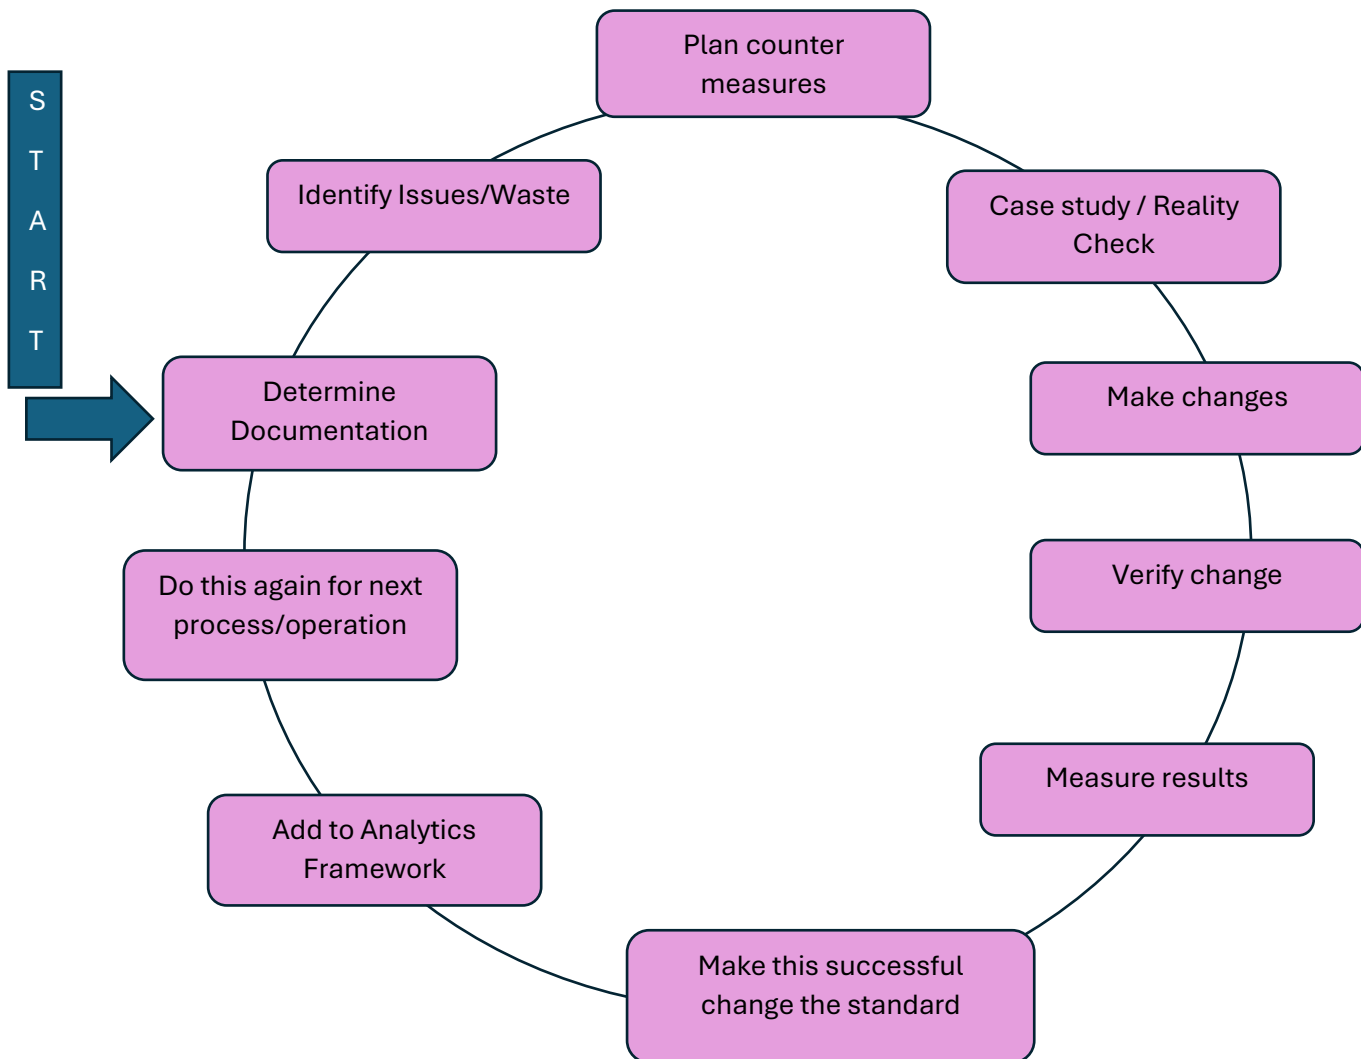 S
T
A
R
T
Plan counter
measures
Identify Issues/Waste
Case study / Reality
Check
Determine
Documentation
Make changes
Do this again for next
process/operation
Verify change
Measure results
Add to Analytics
Framework
Make this successful
change the standard